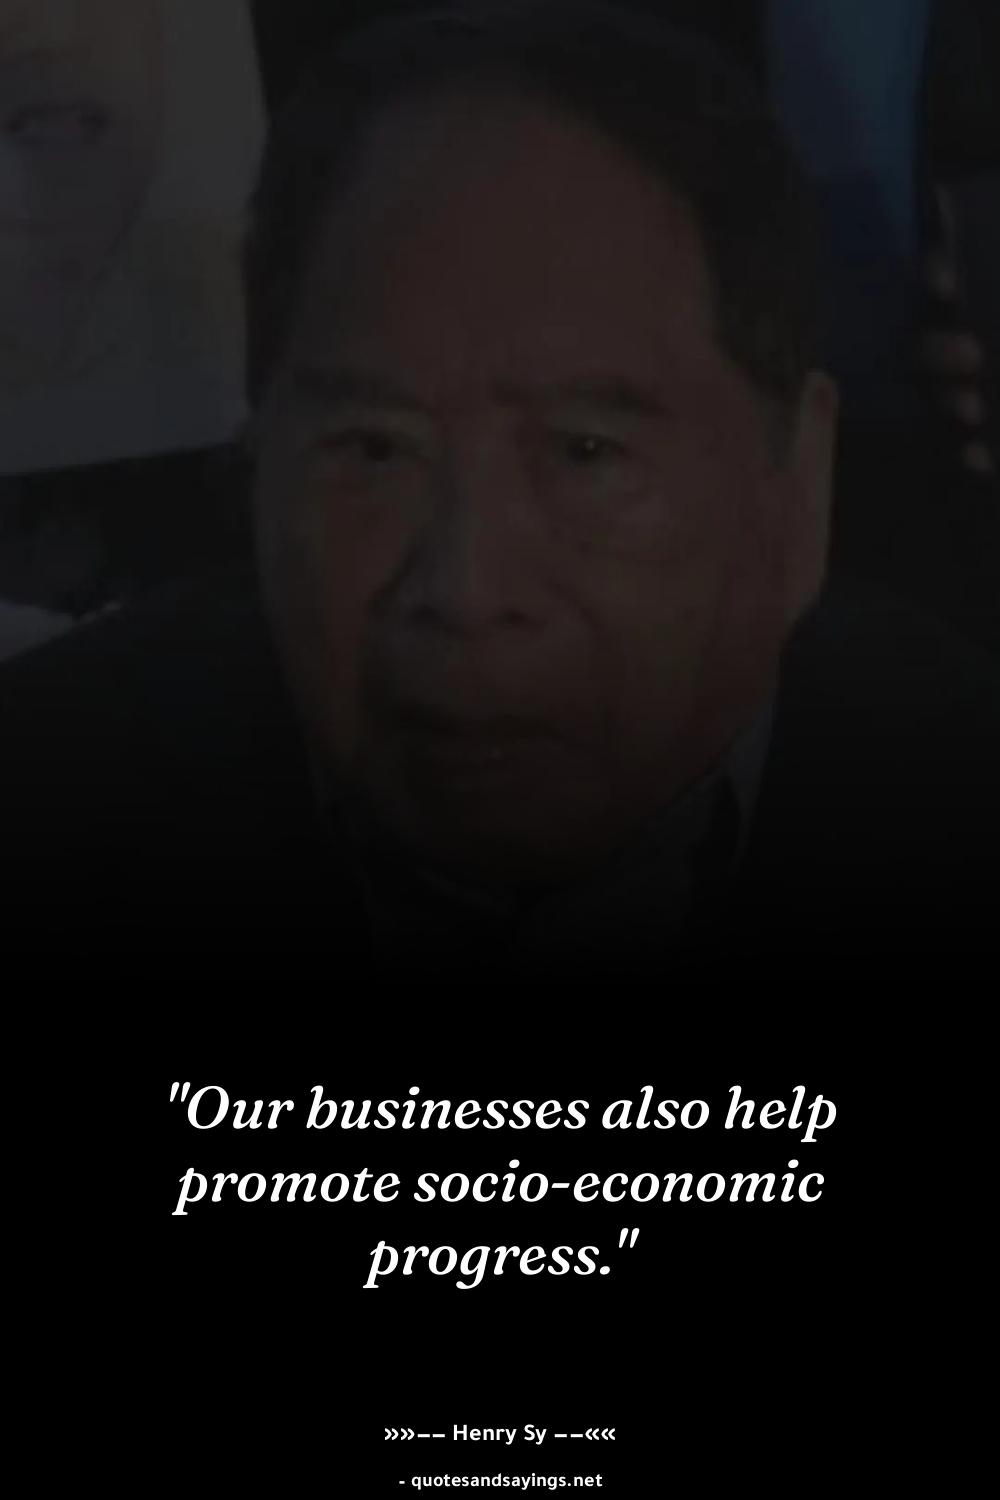 "Our businesses also help
promote socio-economic
progress."
»»–– Henry Sy ––««
- quotesandsayings.net